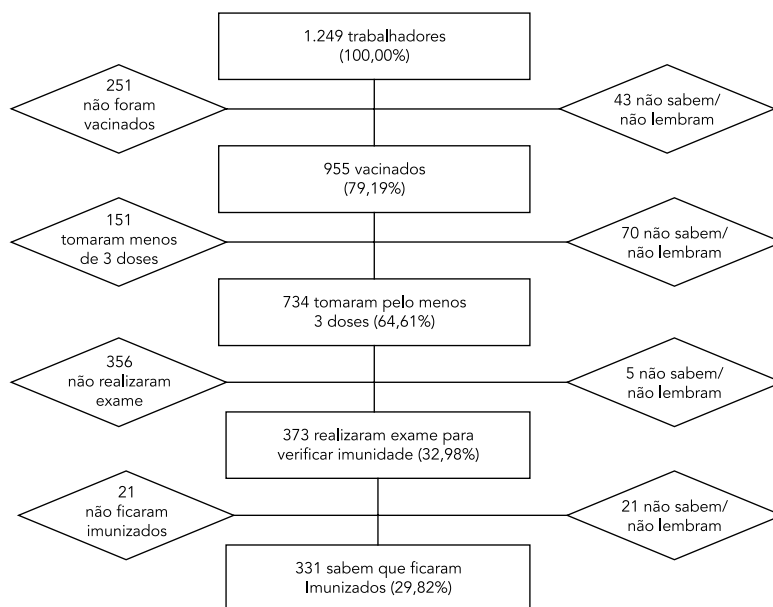 1.249 trabalhadores
(100,00%)
251
não foram
vacinados
43 não sabem/
não lembram
955 vacinados
(79,19%)
151
tomaram menos
de 3 doses
70 não sabem/
não lembram
734 tomaram pelo menos
3 doses (64,61%)
356
não realizaram
exame
5 não sabem/
não lembram
373 realizaram exame para
verificar imunidade (32,98%)
21
não ficaram
imunizados
21 não sabem/
não lembram
331 sabem que ficaram
Imunizados (29,82%)